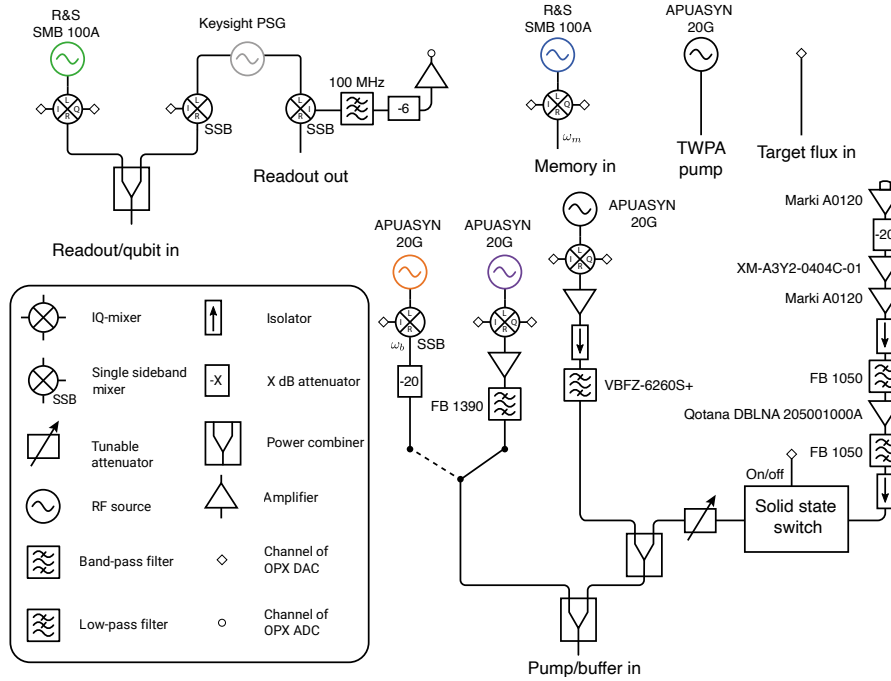 R&S
SMB 100A
Keysight PSG
R&S
SMB 100A
APUASYN
20G
L
I Q
R
L
I
R
SSB
L
I
R
SSB
100 MHz
-6
L
I Q
R
ω_m
Readout out
Memory in
TWPA
pump
Target flux in
Readout/qubit in
APUASYN
20G
APUASYN
20G
APUASYN
20G
Marki A0120
-20
XM-A3Y2-0404C-01
Marki A0120
L
I Q
R
L
I
R
ω_b
SSB
L
I Q
R
-20
FB 1390
VBFZ-6260S+
FB 1050
Qotana DBLNA 205001000A
FB 1050
On/off
Solid state
switch
Pump/buffer in
IQ-mixer
Isolator
SSB
Single sideband
mixer
-X
X dB attenuator
Tunable
attenuator
Power combiner
RF source
Amplifier
Band-pass filter
Channel of
OPX DAC
Low-pass filter
Channel of
OPX ADC